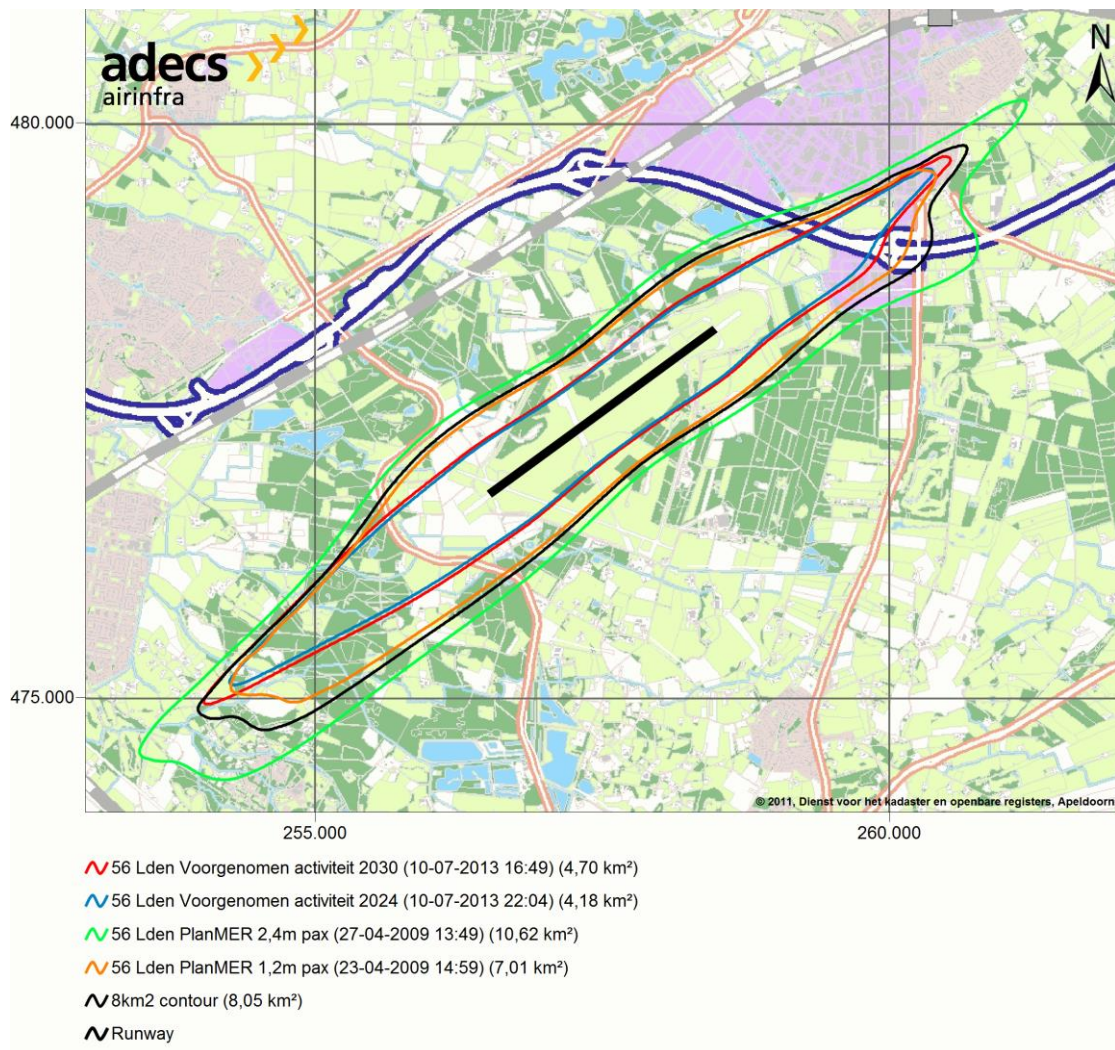 adecs
airinfra
N
480.000
475.000
© 2011, Dienst voor het kadaster en openbare registers, Apeldoorn
255.000
260.000
56 Lden Voorgenomen activiteit 2030 (10-07-2013 16:49) (4,70 km²)
56 Lden Voorgenomen activiteit 2024 (10-07-2013 22:04) (4,18 km²)
56 Lden PlanMER 2,4m pax (27-04-2009 13:49) (10,62 km²)
56 Lden PlanMER 1,2m pax (23-04-2009 14:59) (7,01 km²)
8km2 contour (8,05 km²)
Runway